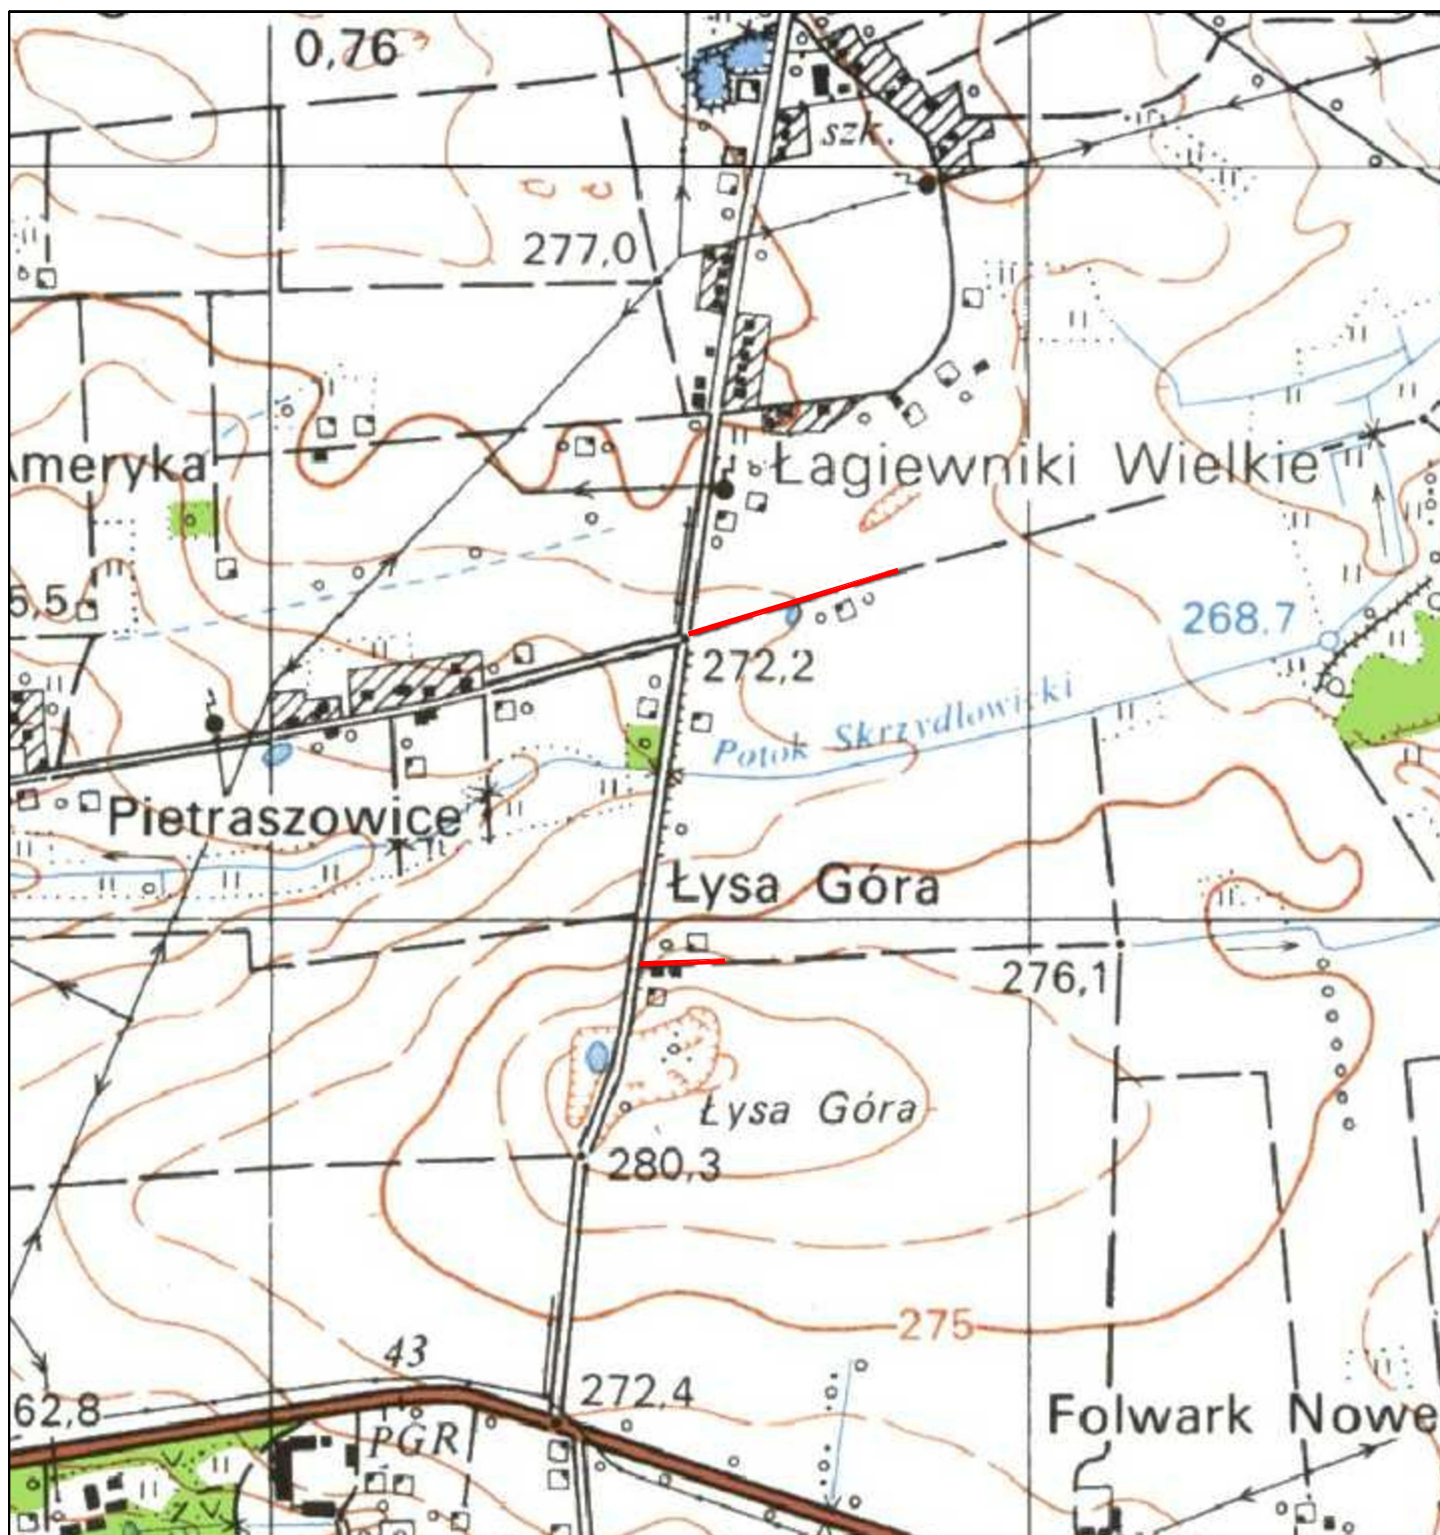 0,76
szk.
277,0
Ameryka
Łagiewniki Wielkie
5,5
268.7
272,2
Potok Skrzydlowicki
Pietraszowice
Łysa Góra
276,1
Łysa Góra
280,3
275
43
272,4
62,8
PGR
Folwark Nowe